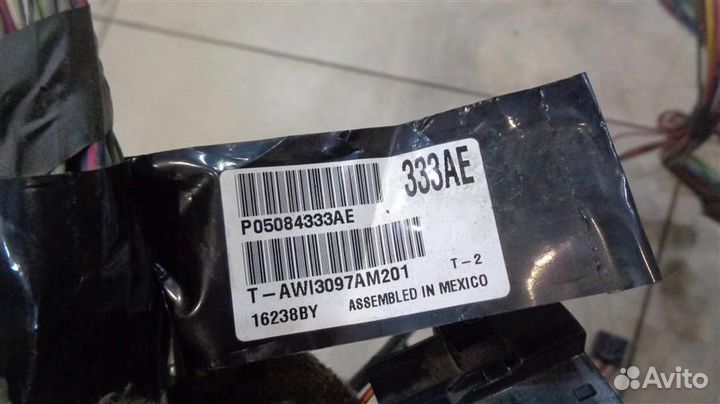 333AE
P05084333AE
T-AWI3097AM201
T-2
16238BY ASSEMBLED IN MEXICO
Avito